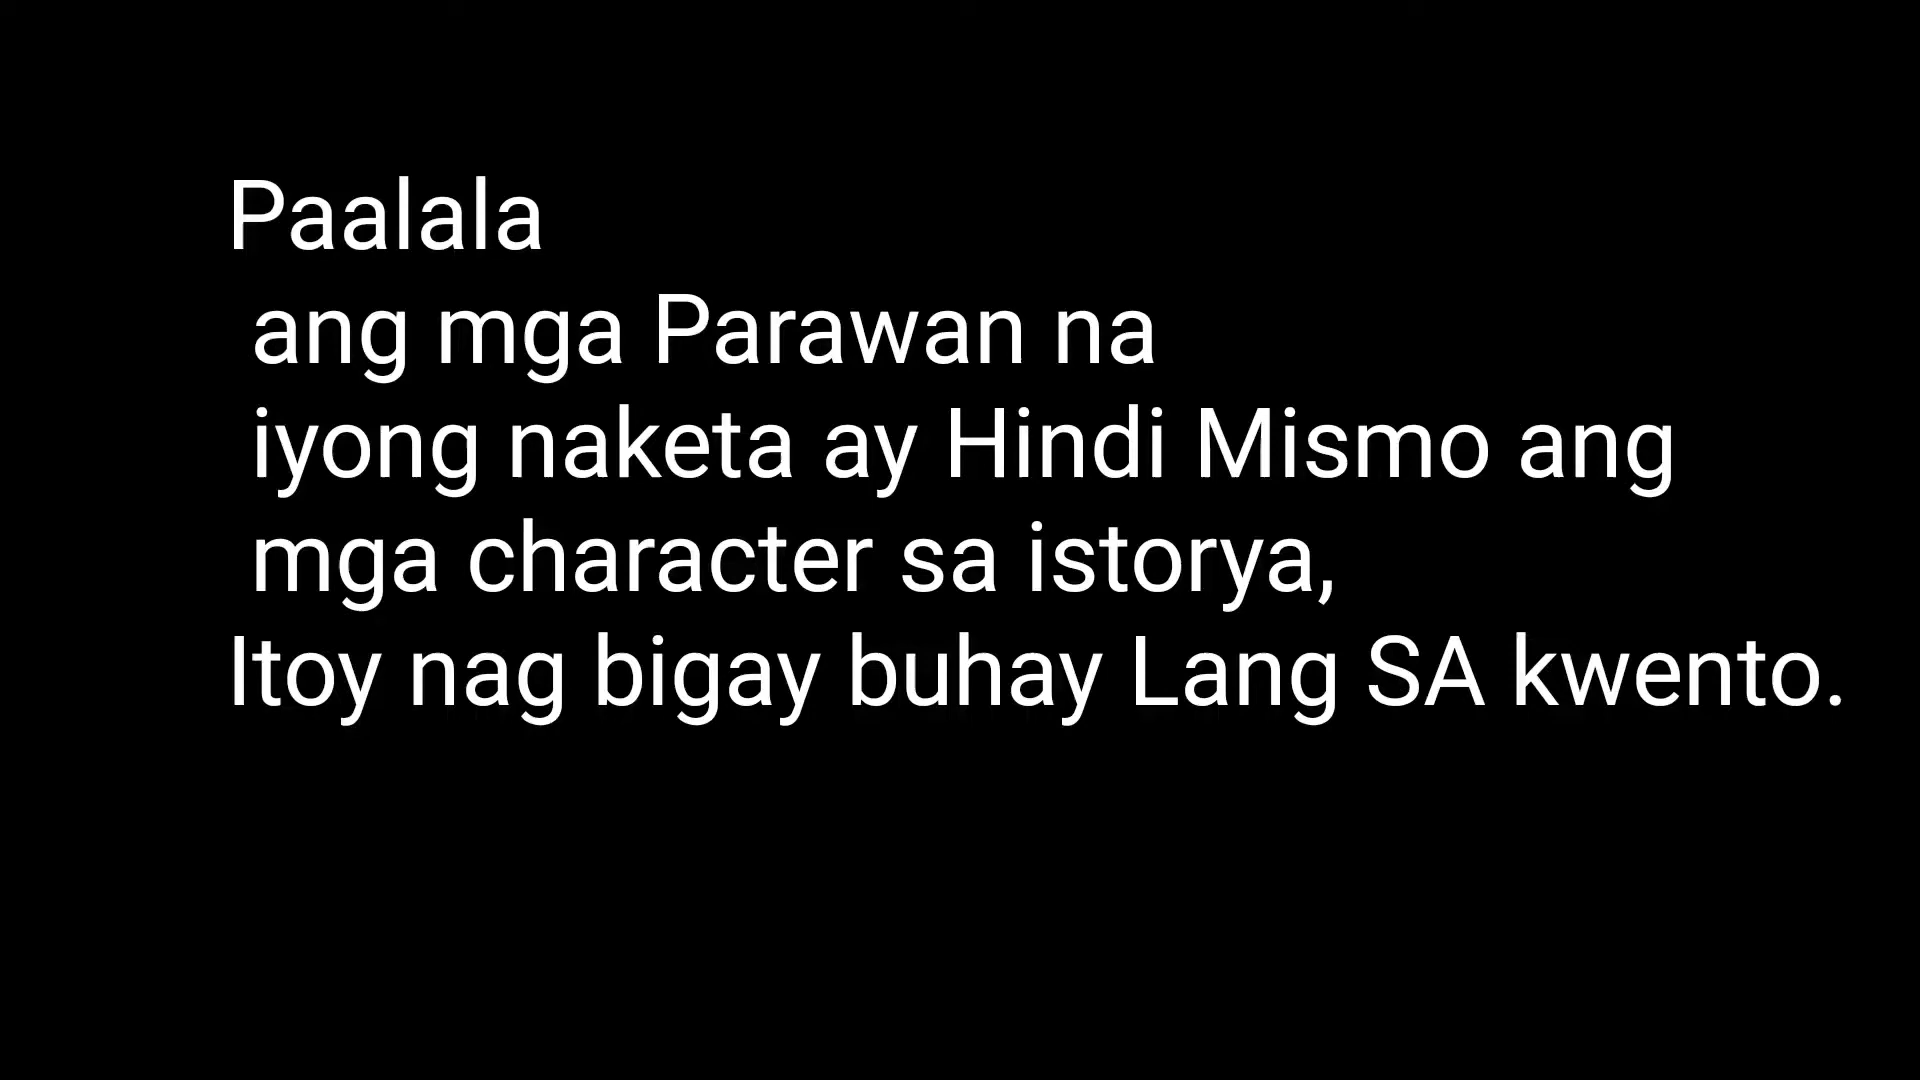 Paalala
ang mga Parawan na
iyong naketa ay Hindi Mismo ang
mga character sa istorya,
Itoy nag bigay buhay Lang SA kwento.